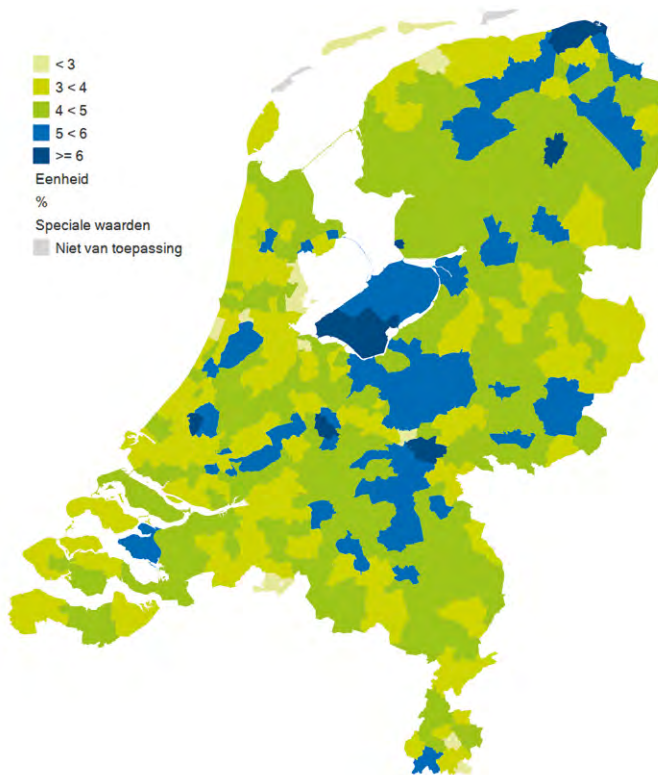 < 3
3 < 4
4 < 5
5 < 6
>= 6
Eenheid
%
Speciale waarden
Niet van toepassing